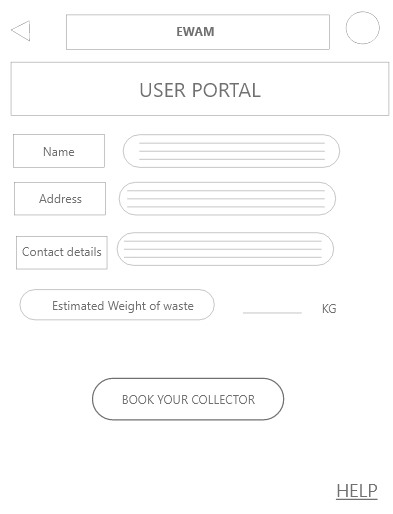 EWAM
USER PORTAL
Name
Address
Contact details
Estimated Weight of waste
KG
BOOK YOUR COLLECTOR
HELP